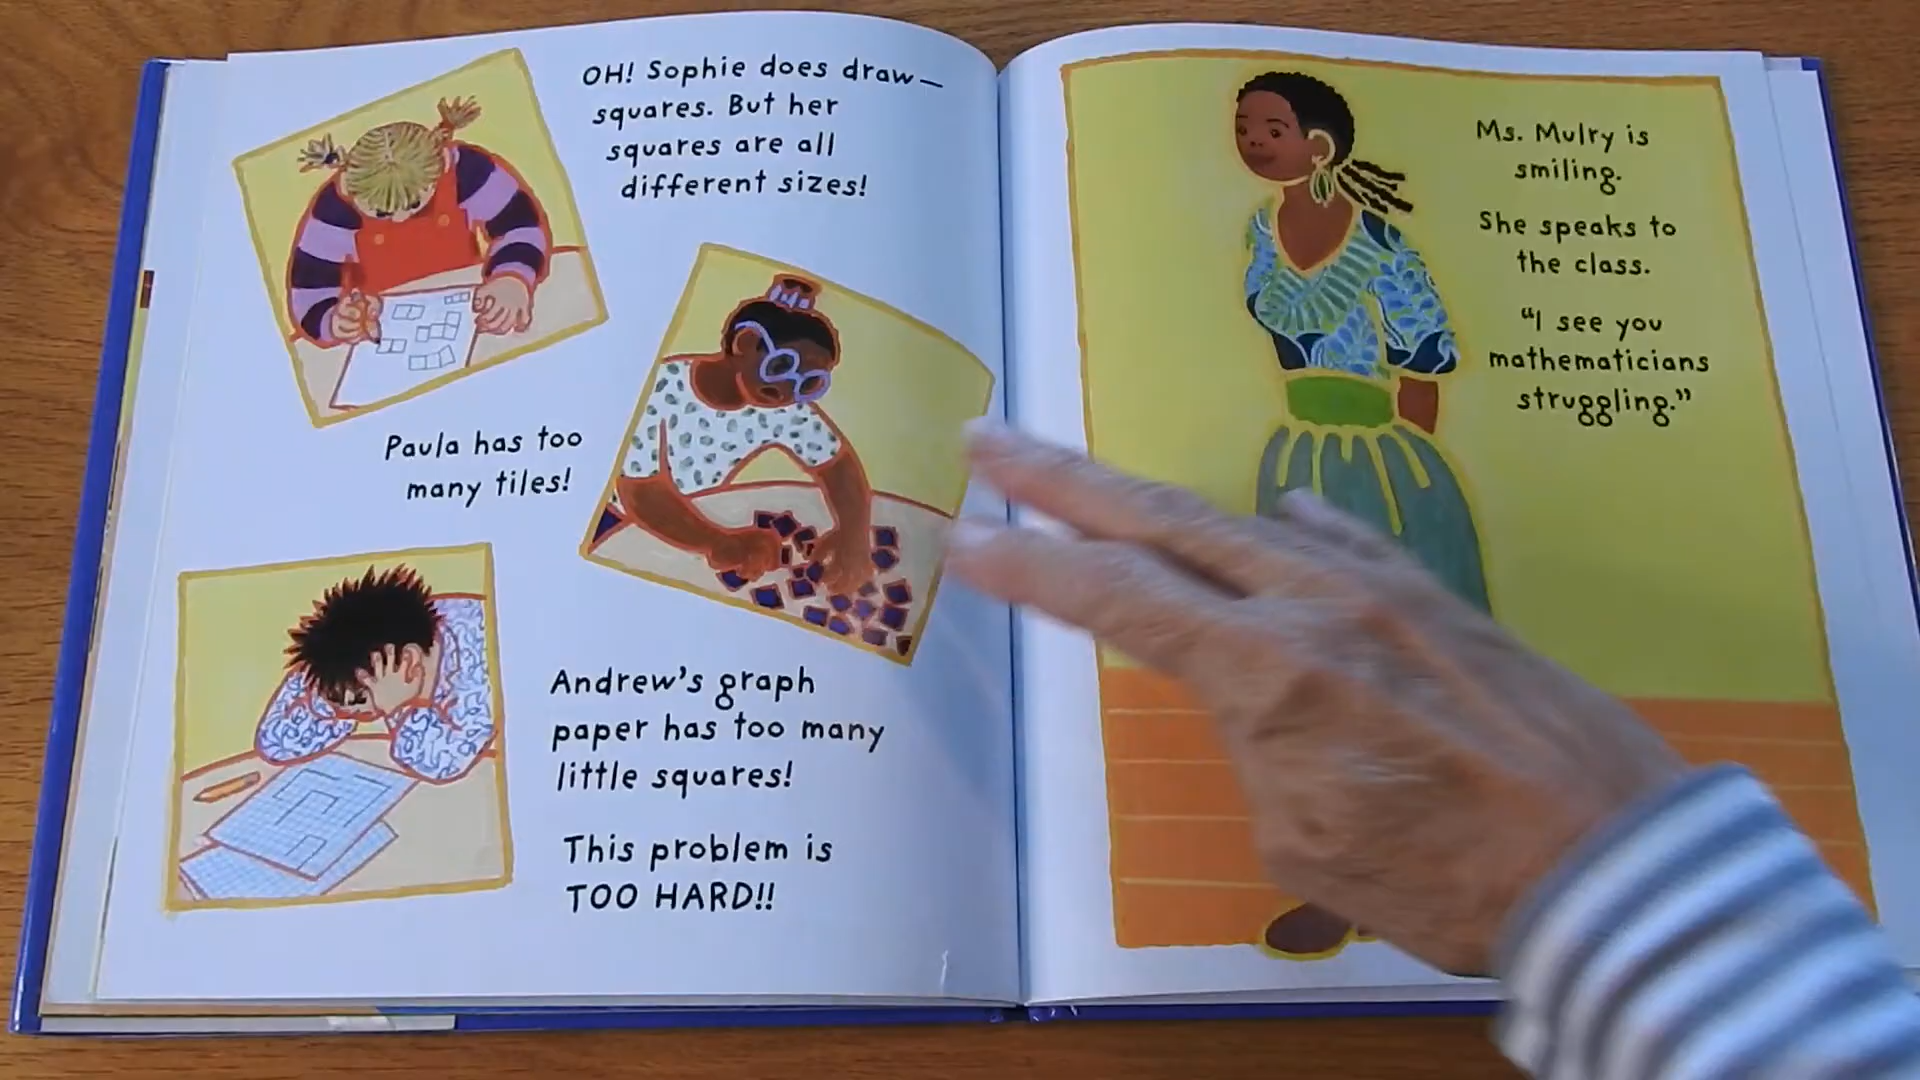 OH! Sophie does draw—
squares. But her
squares are all
different sizes!
Paula has too
many tiles!
Andrew's graph
paper has too many
little squares!
This problem is
TOO HARD!!
Ms. Mulry is
smiling.
She speaks to
the class.
“I see you
mathematicians
struggling.”